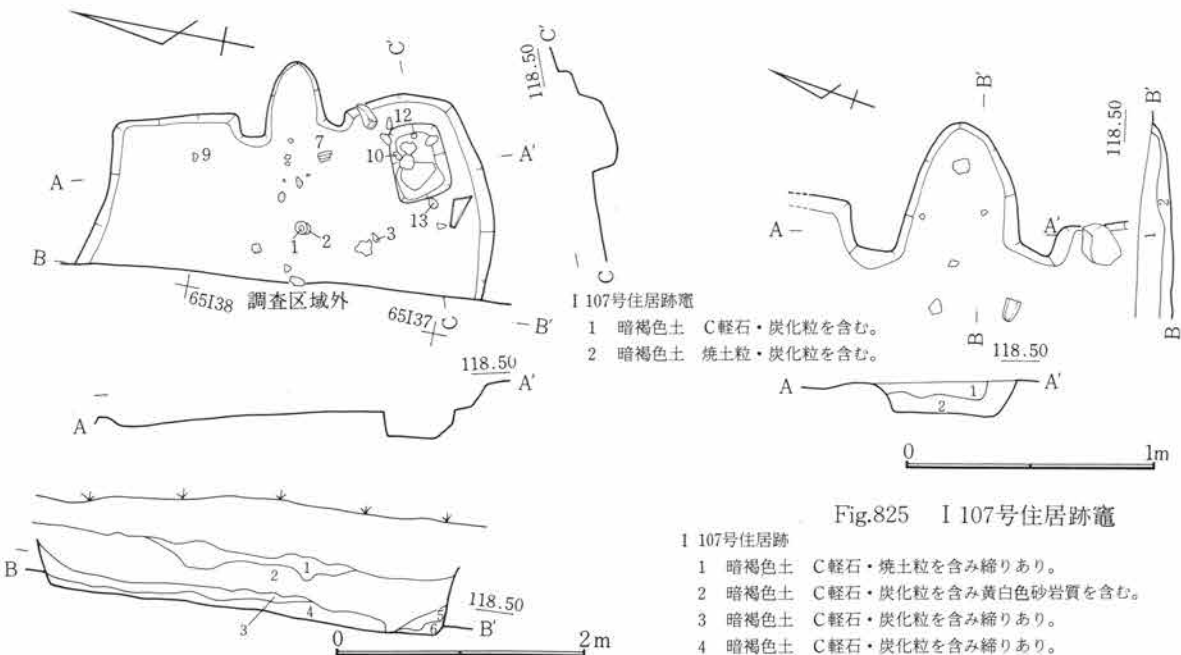 C'
12
7
10
9
A'
A
13
1
2
3
B
65I38
調査区域外
65I37
C
B'
C'
118.50
C
I 107号住居跡竈
1 暗褐色土 C軽石・炭化粒を含む。
2 暗褐色土 焼土粒・炭化粒を含む。
B'
A
A'
B
118.50
B'
1
2
B
118.50
A
A'
118.50
A
1
2
A'
0
1m
Fig.825 I 107号住居跡竈
B
1
2
3
4
5
6
118.50
B'
0
2m
I 107号住居跡
1 暗褐色土 C軽石・焼土粒を含み締りあり。
2 暗褐色土 C軽石・炭化粒を含み黄白色砂岩質を含む。
3 暗褐色土 C軽石・炭化粒を含み締りあり。
4 暗褐色土 C軽石・炭化粒を含み締りあり。